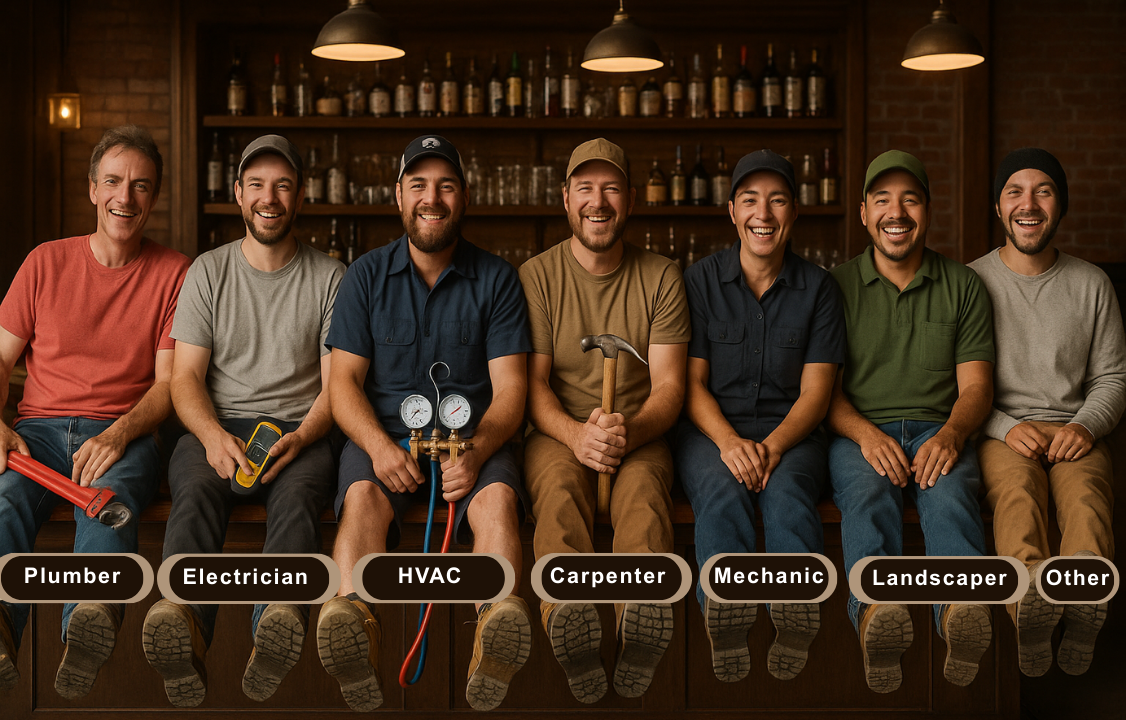 Plumber
Electrician
HVAC
Carpenter
Mechanic
Landscaper
Other